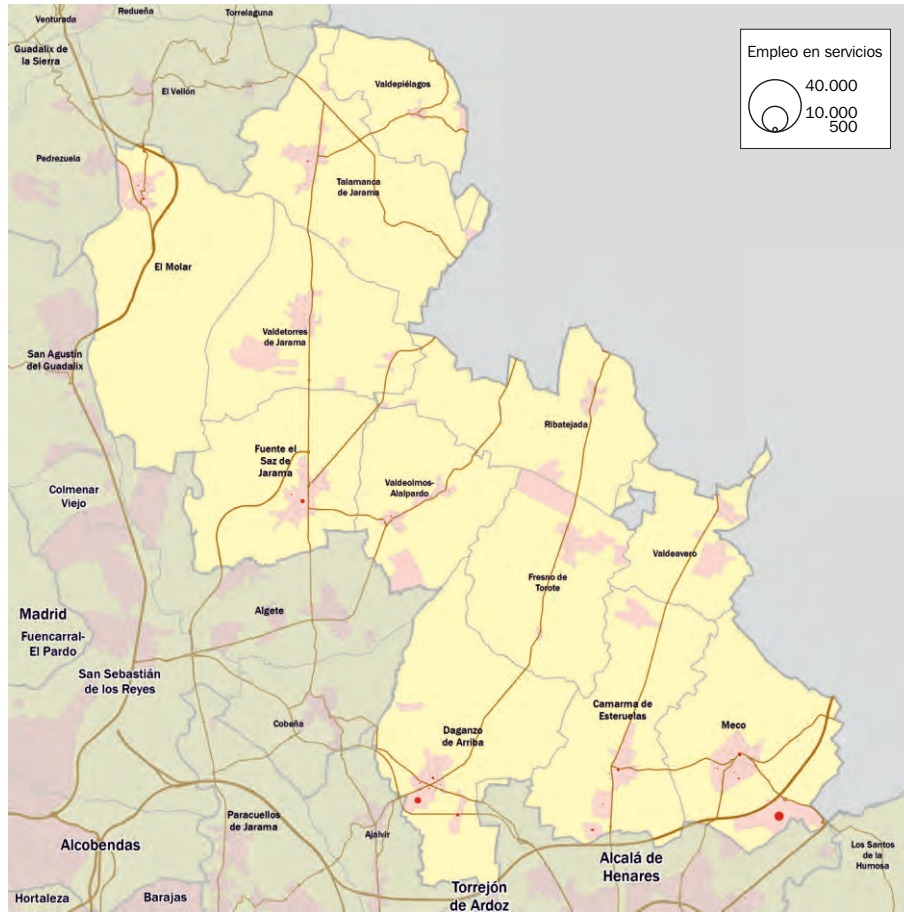 Redueña
Torrelaguna
Venturada
Guadalix de
la Sierra
El Vellón
Valdepiélagos
Empleo en servicios
40.000
10.000
500
Pedrezuela
Talamanca
de Jarama
El Molar
Valdetorres
de Jarama
San Agustín
del Guadalix
Ribatejada
Fuente el
Saz de
Jarama
Valdeolmos-
Alalpardo
Colmenar
Viejo
Valdeavero
Fresno de
Torote
Algete
Madrid
Fuencarral-
El Pardo
San Sebastián
de los Reyes
Cobeña
Daganzo
de Arriba
Camarma de
Esteruelas
Meco
Paracuellos
de Jarama
Ajalvir
Alcobendas
Alcalá de
Henares
Los Santos
de la
Humosa
Hortaleza
Barajas
Torrejón
de Ardoz